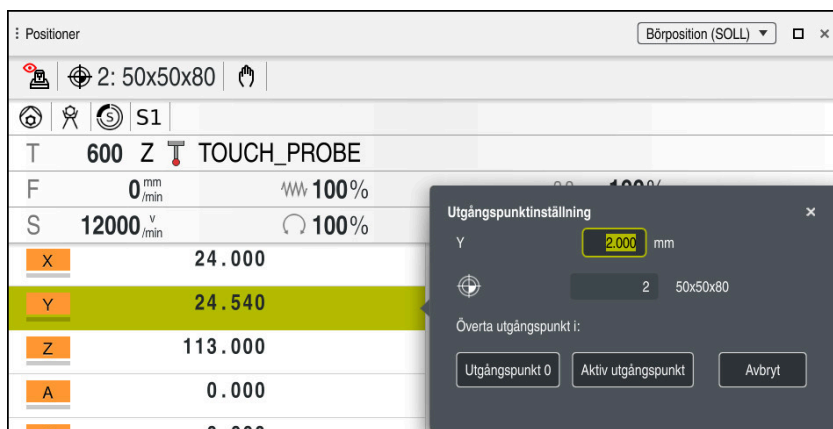 Positioner Börposition (SOLL)
2: 50x50x80
S S1
T 600 Z TOUCH_PROBE
F 0 mm/min 100% 100%
S 12000 v/min 100%
X 24.000
Y 24.540
Z 113.000
A 0.000
Utgångspunktinställning
Y 2.000 mm
2 50x50x80
Överta utgångspunkt i:
Utgångspunkt 0 Aktiv utgångspunkt Avbryt